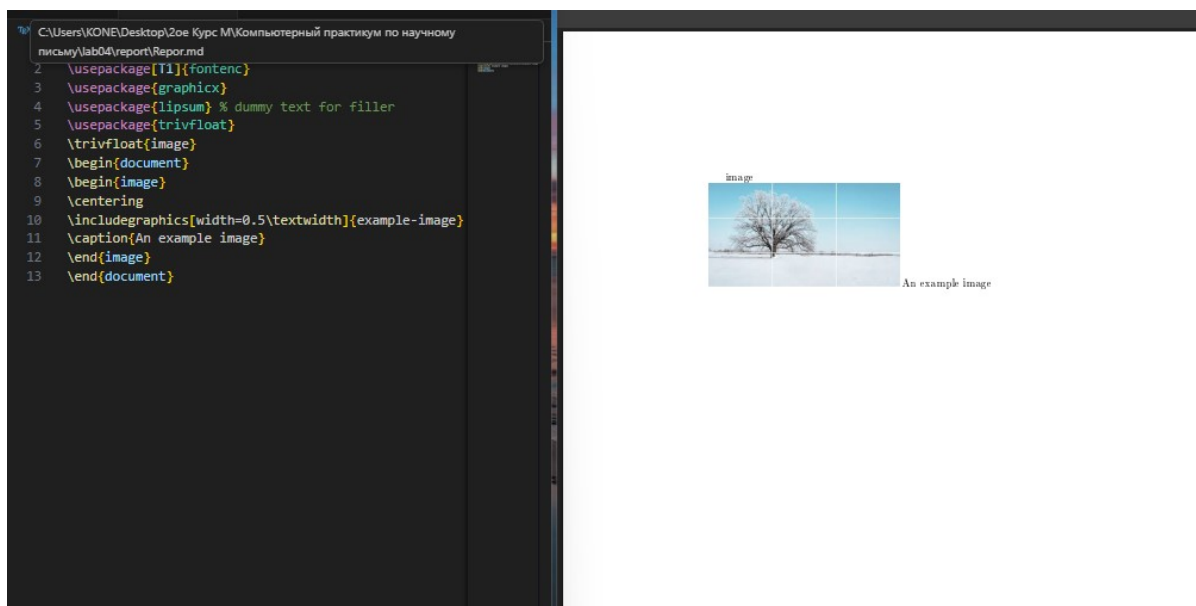 C:\Users\KONE\Desktop\2ое Курс М\Компьютерный практикум по научному
письму\lab04\report\Repor.md
2 \usepackage[T1]{fontenc}
3 \usepackage{graphicx}
4 \usepackage{lipsum} % dummy text for filler
5 \usepackage{trivfloat}
6 \trivfloat{image}
7 \begin{document}
8 \begin{image}
9 \centering
10 \includegraphics[width=0.5\textwidth]{example-image}
11 \caption{An example image}
12 \end{image}
13 \end{document}
image
An example image